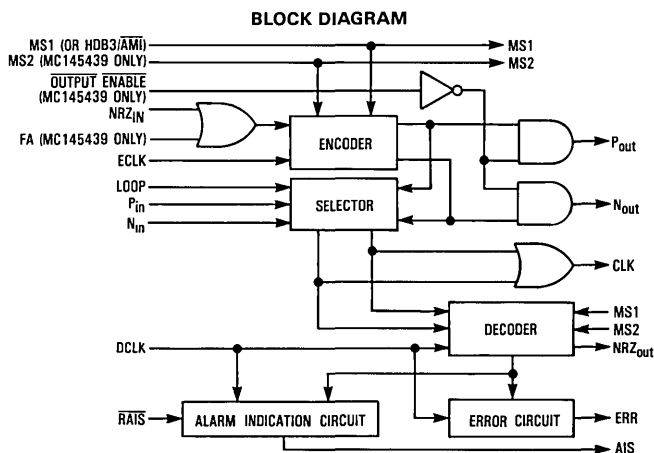 BLOCK DIAGRAM
MS1 (OR HDB3/AMI)
MS1
MS2 (MC145439 ONLY)
MS2
OUTPUT ENABLE
(MC145439 ONLY)
NRZIN
FA (MC145439 ONLY)
ENCODER
Pout
ECLK
LOOP
Pin
SELECTOR
Nout
Nin
CLK
MS1
DECODER
MS2
DCLK
NRZout
RAIS
ALARM INDICATION CIRCUIT
ERROR CIRCUIT
ERR
AIS